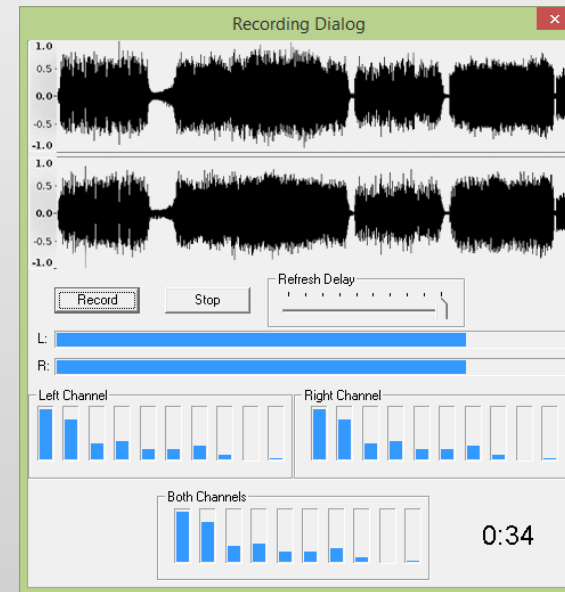 Recording Dialog
1.0
0.5
0.0
-0.5
-1.0
1.0
0.5
0.0
-0.5
-1.0
Record
Stop
Refresh Delay
L:
R:
Left Channel
Right Channel
Both Channels
0:34